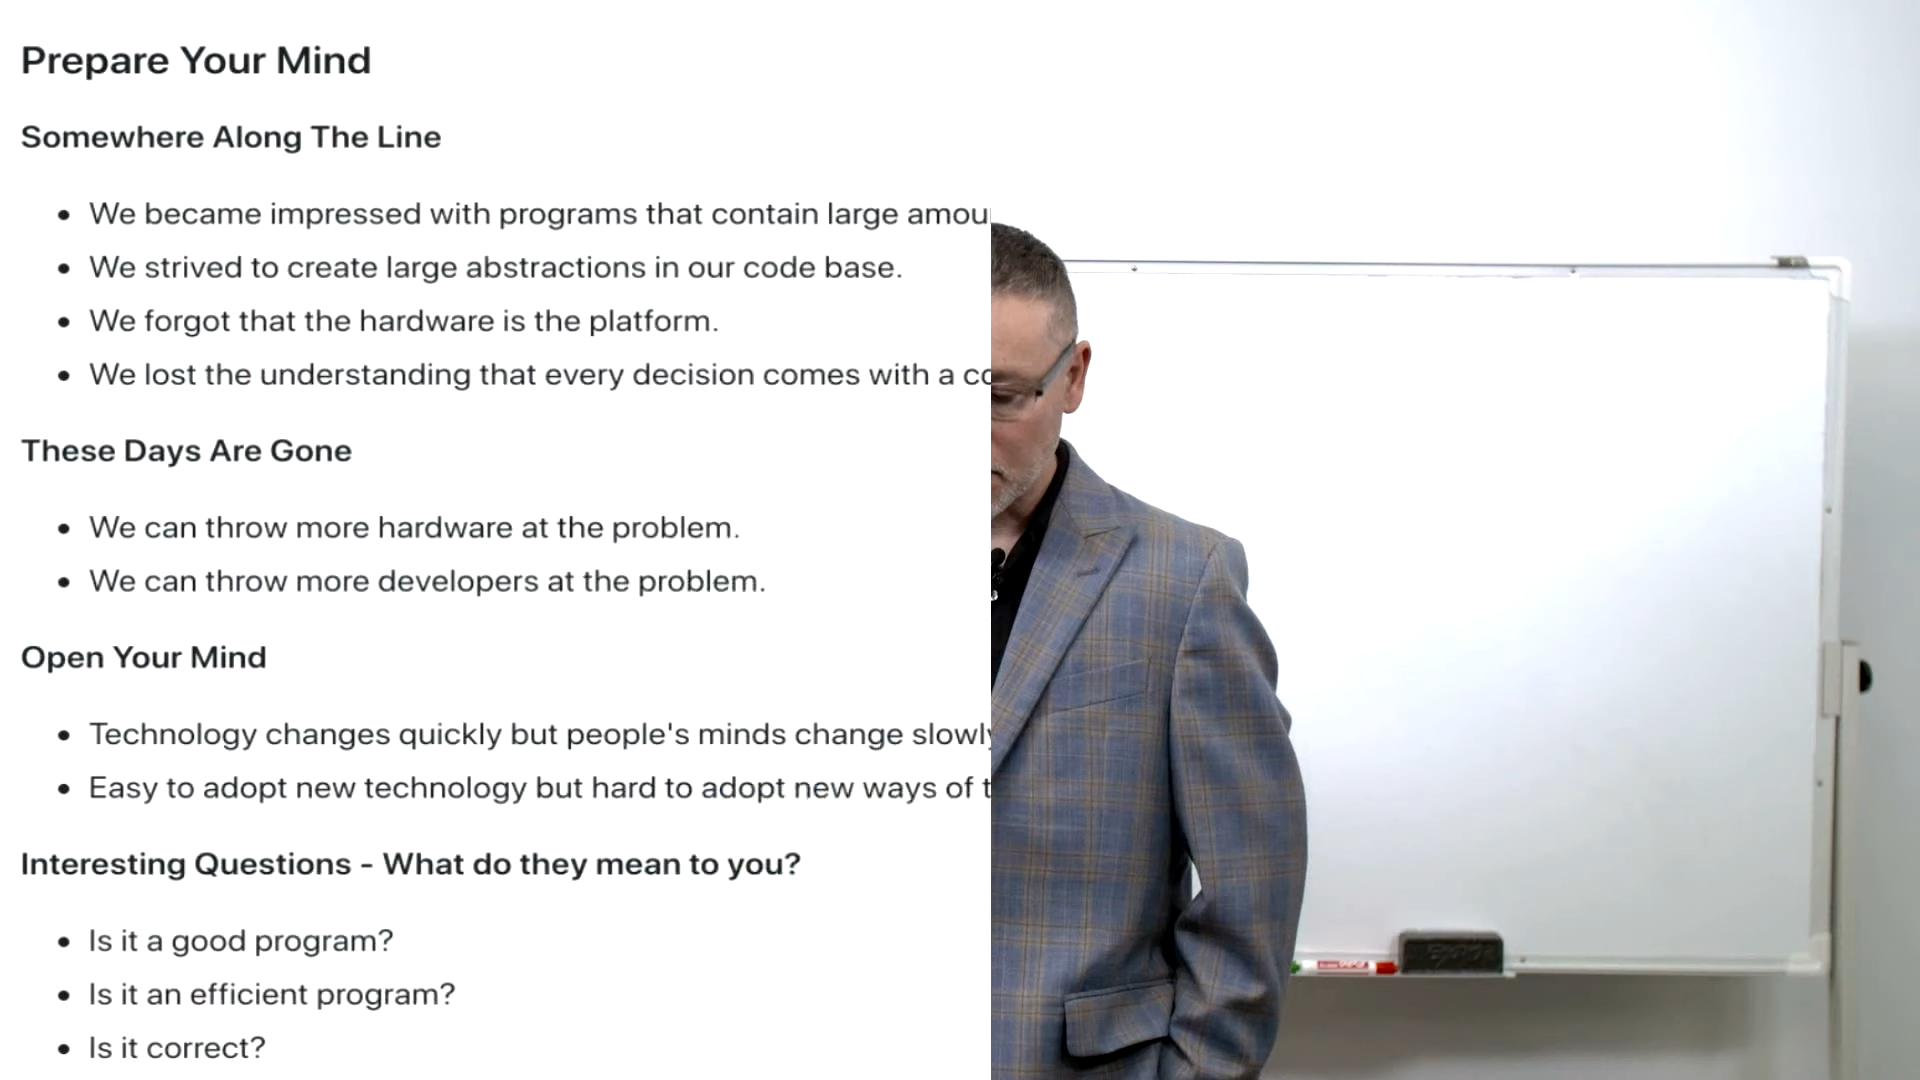 Prepare Your Mind
Somewhere Along The Line
• We became impressed with programs that contain large
• We strived to create large abstractions in our code base.
• We forgot that the hardware is the platform.
• We lost the understanding that every decision comes with a
These Days Are Gone
• We can throw more hardware at the problem.
• We can throw more developers at the problem.
Open Your Mind
• Technology changes quickly but people's minds change slowly
• Easy to adopt new technology but hard to adopt new ways of
Interesting Questions - What do they mean to you?
• Is it a good program?
• Is it an efficient program?
• Is it correct?